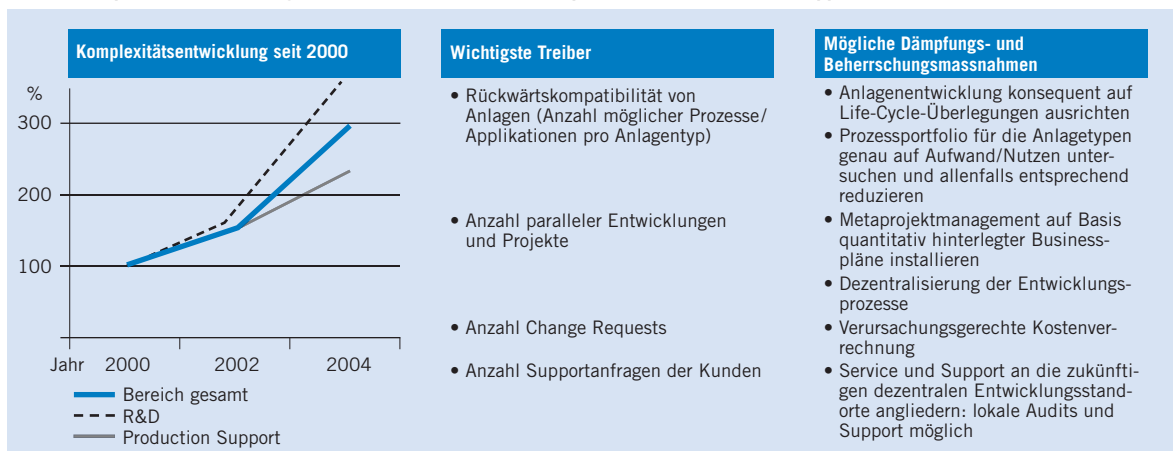 Komplexitätsentwicklung seit 2000
%
300
200
100
Jahr 2000 2002 2004
Bereich gesamt
R&D
Production Support
Wichtigste Treiber
• Rückwärtskompatibilität von
Anlagen (Anzahl möglicher Prozesse/
Applikationen pro Anlagentyp)
• Anzahl paralleler Entwicklungen
und Projekte
• Anzahl Change Requests
• Anzahl Supportanfragen der Kunden
Mögliche Dämpfungs- und
Beherrschungsmassnahmen
• Anlagenentwicklung konsequent auf
Life-Cycle-Überlegungen ausrichten
• Prozessportfolio für die Anlagetypen
genau auf Aufwand/Nutzen unter-
suchen und allenfalls entsprechend
reduzieren
• Metaprojektmanagement auf Basis
quantitativ hinterlegter Business-
pläne installieren
• Dezentralisierung der Entwicklungs-
prozesse
• Verursachungsgerechte Kostenver-
rechnung
• Service und Support an die zukünfti-
gen dezentralen Entwicklungsstand-
orte angliedern: lokale Audits und
Support möglich